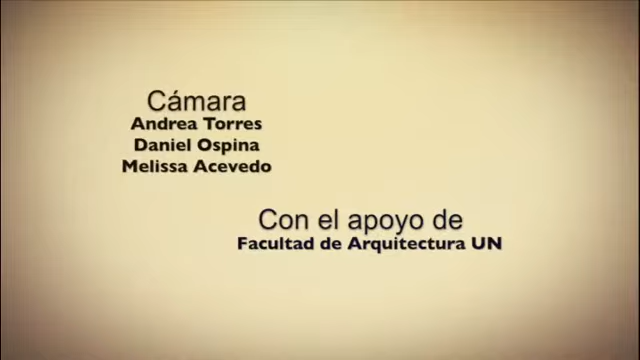 Cámara
Andrea Torres
Daniel Ospina
Melissa Acevedo
Con el apoyo de
Facultad de Arquitectura UN